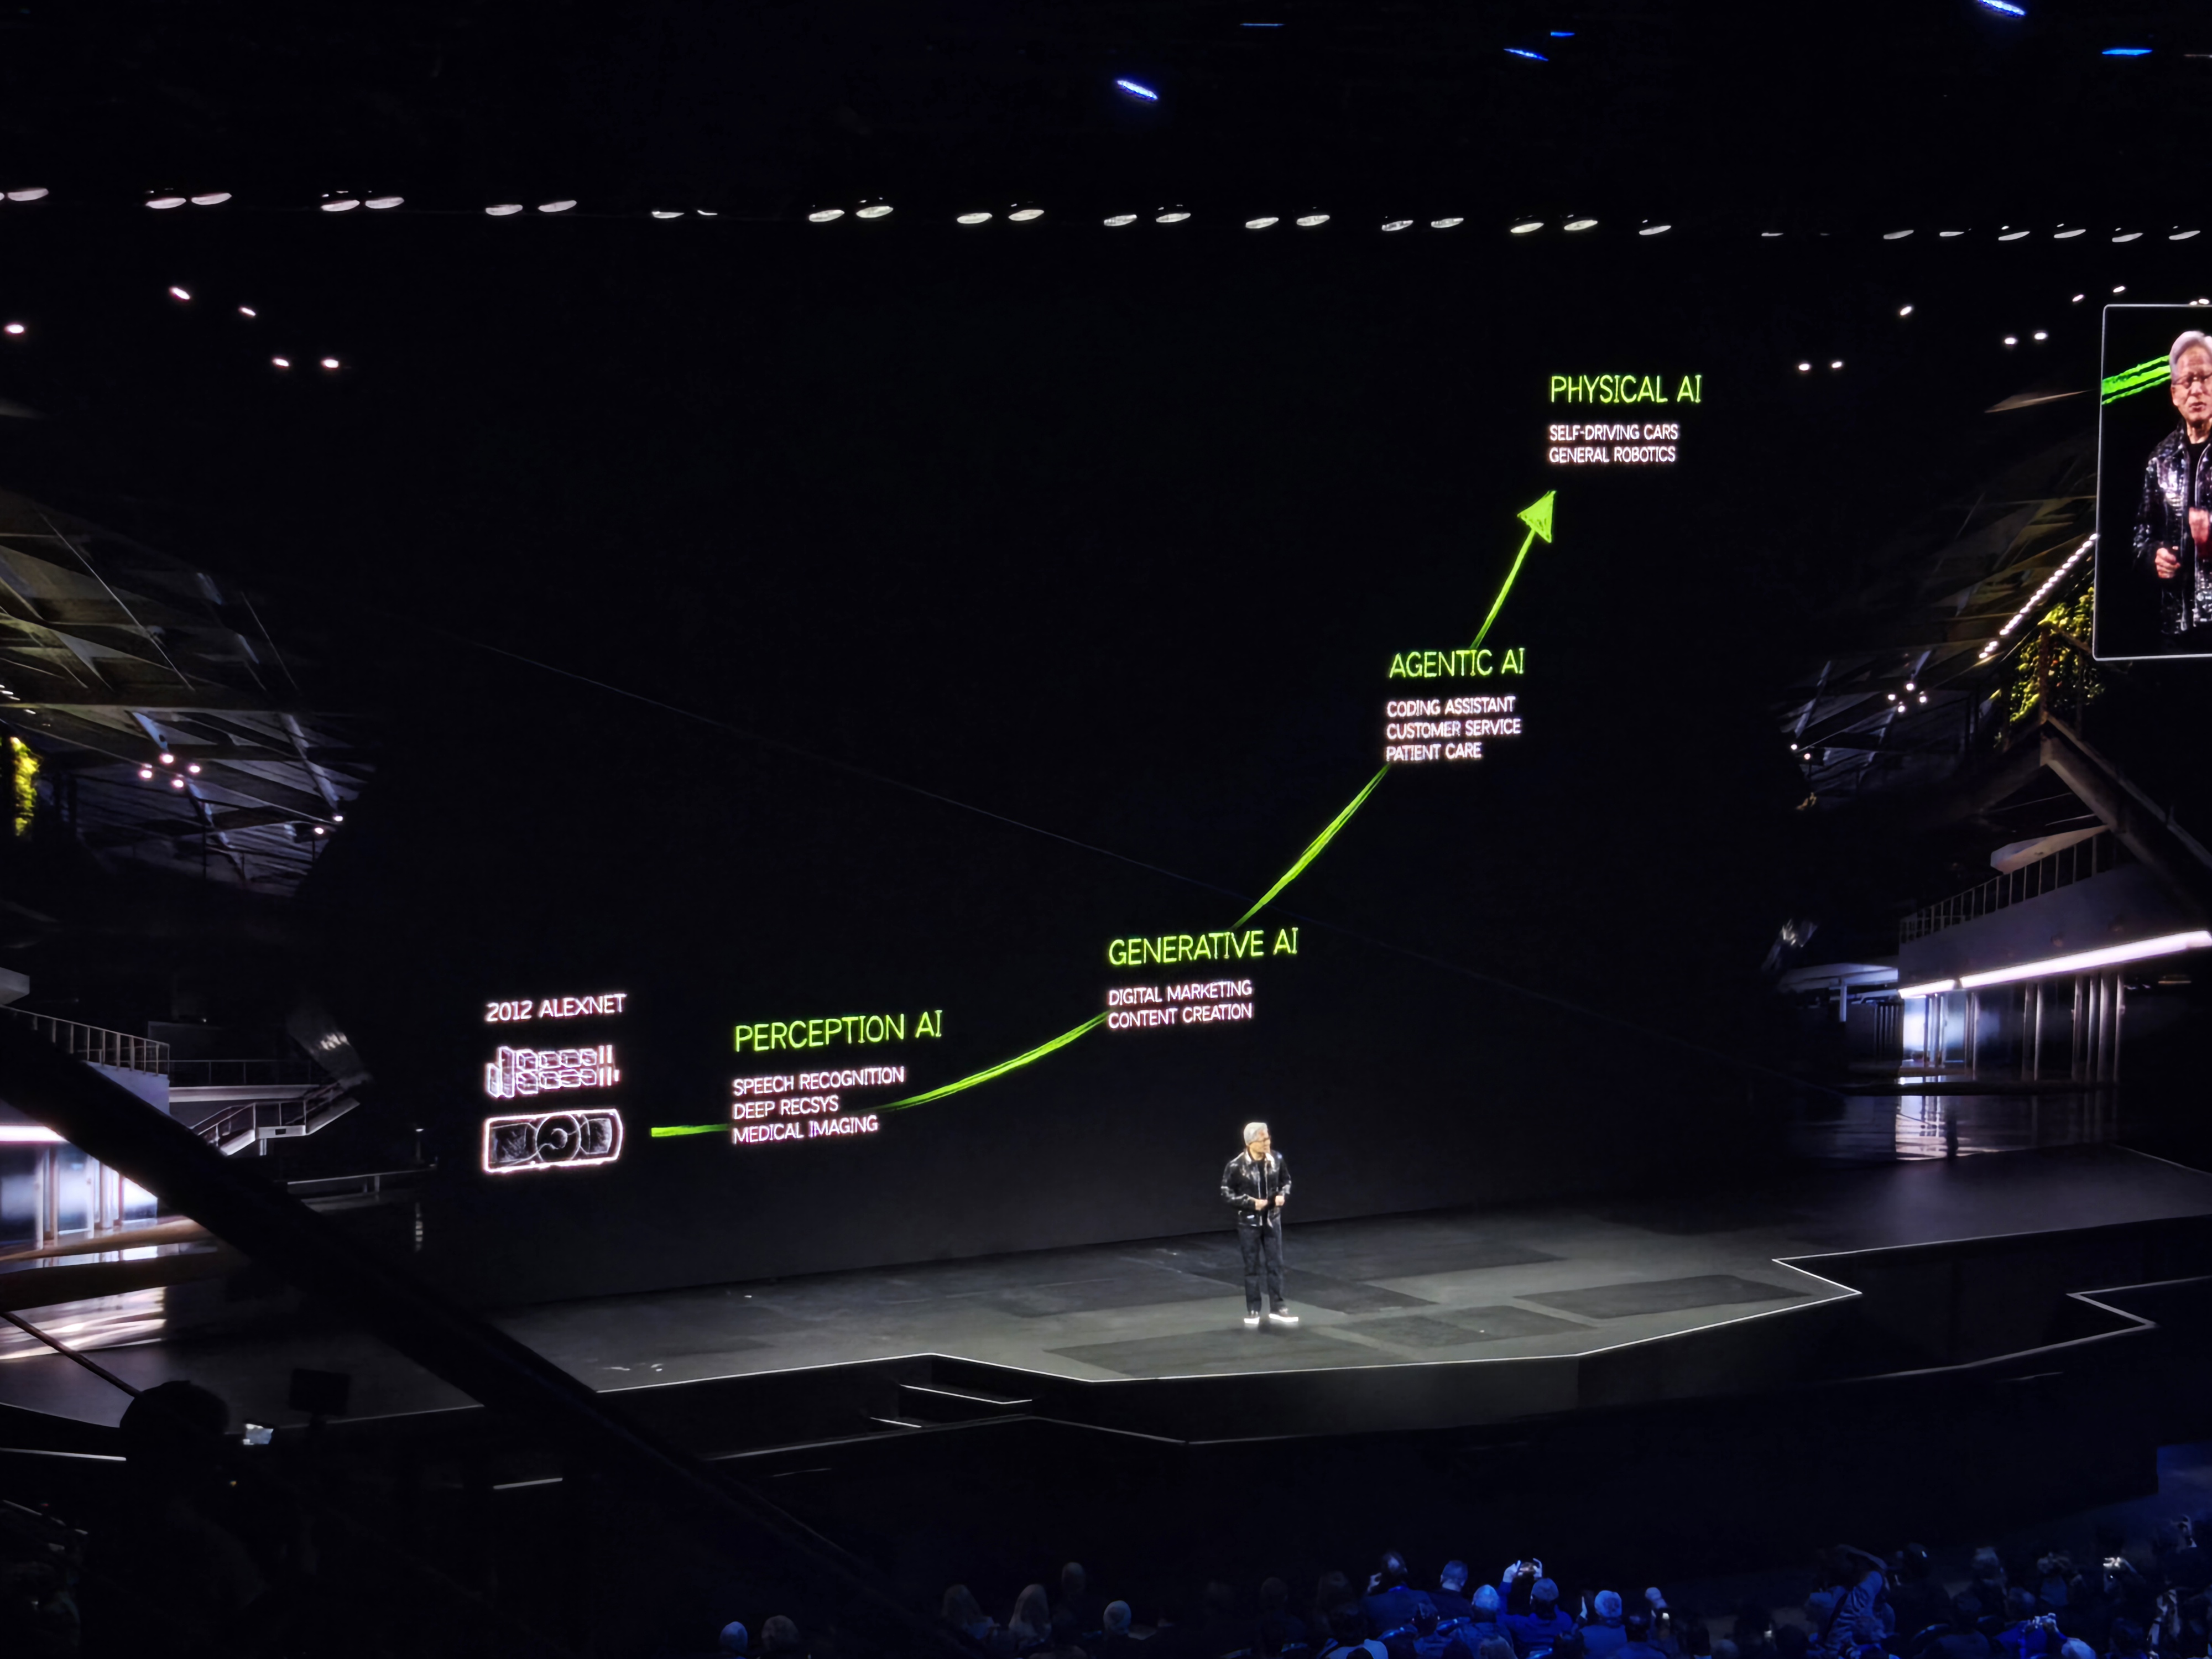 PHYSICAL AI
SELF-DRIVING CARS
GENERAL ROBOTICS
AGENTIC AI
CODING ASSISTANT
CUSTOMER SERVICE
PATIENT CARE
GENERATIVE AI
DIGITAL MARKETING
CONTENT CREATION
2012 ALEXNET
PERCEPTION AI
SPEECH RECOGNITION
DEEP RECSYS
MEDICAL IMAGING